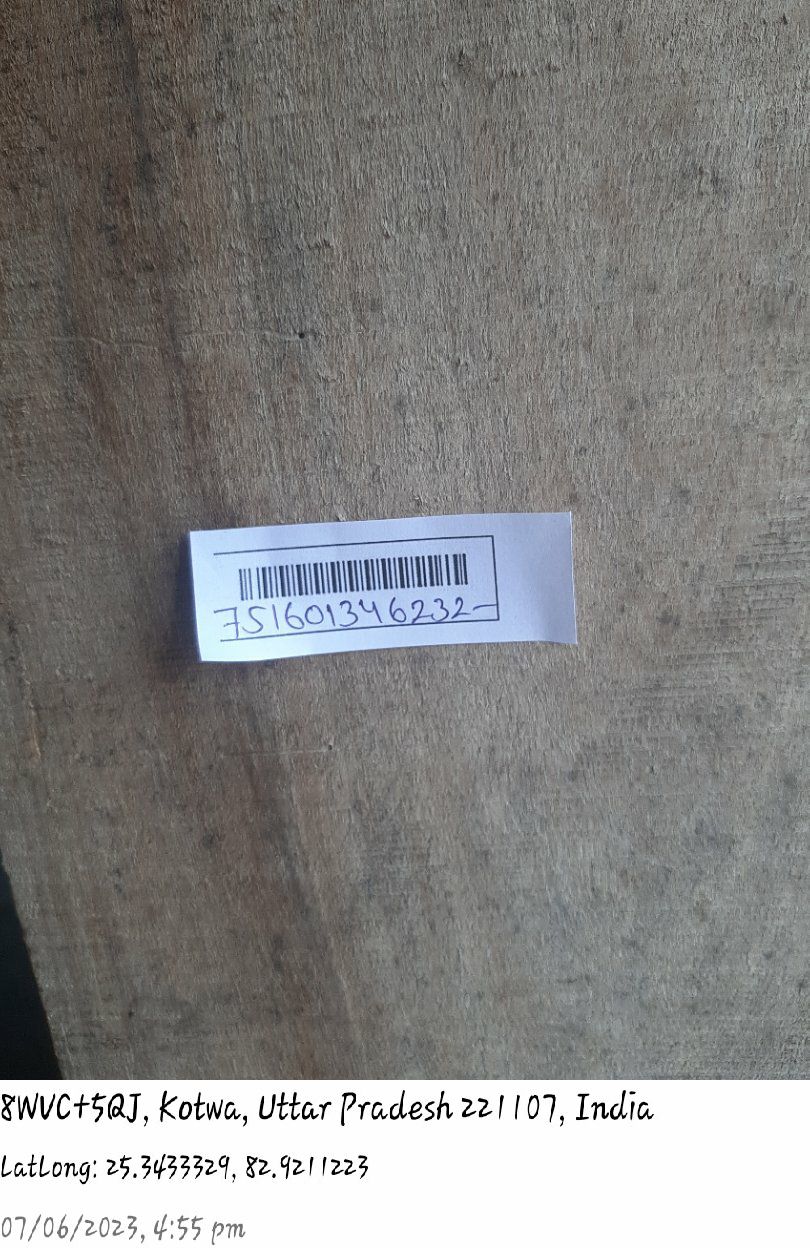 751601346232-
8WVC+5QJ, Kotwa, Uttar Pradesh 221107, India
LatLong: 25.3433329, 82.9211223
07/06/2023, 4:55 pm